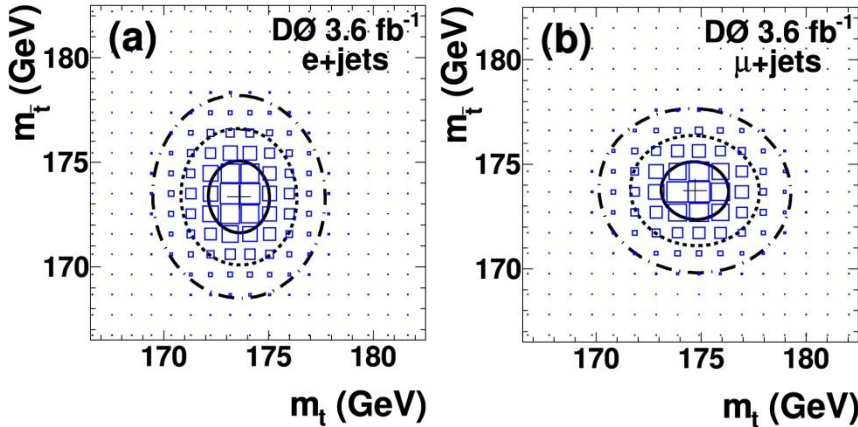 (a)
DØ 3.6 fb⁻¹
e+jets
180
175
170
m_t̄ (GeV)
170
175
180
m_t (GeV)
(b)
DØ 3.6 fb⁻¹
μ+jets
180
175
170
m_t̄ (GeV)
170
175
180
m_t (GeV)